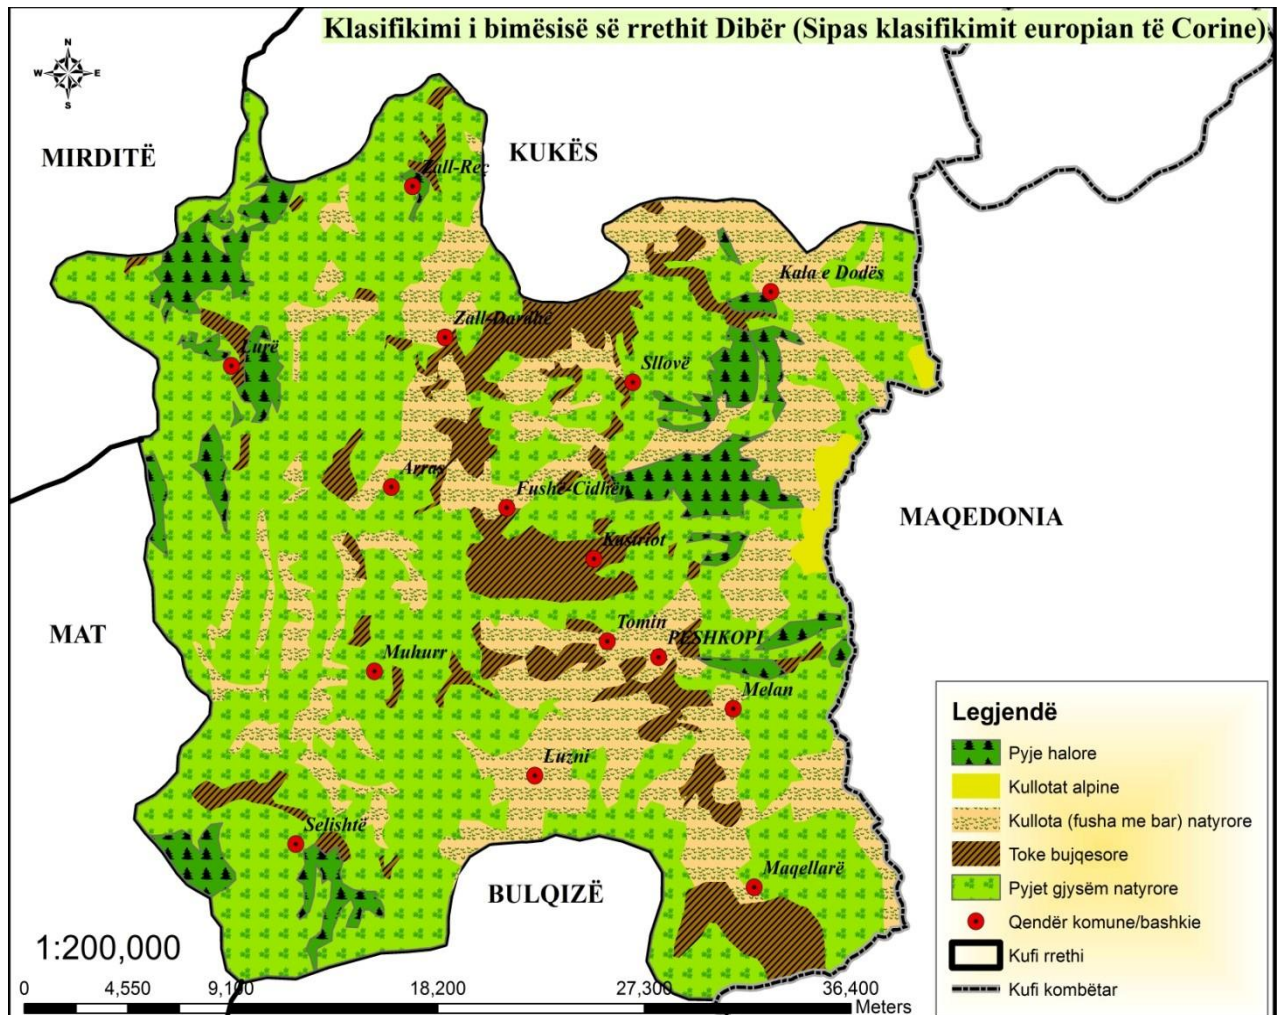 Klasifikimi i bimësisë së rrethit Dibër (Sipas klasifikimit europian të Corine)
N
W E
S
MIRDITË
KUKËS
Zall-Reç
Kala e Dodës
Zall-Dardhë
Lurë
Sllovë
Arras
Fushë-Cidhën
MAQEDONIA
Kastriot
MAT
Tomin
PESHKOPI
Muhurr
Melan
Luzni
Selishtë
Maqellarë
BULQIZË
Legjendë
Pyje halore
Kullotat alpine
Kullota (fusha me bar) natyrore
Toke bujqesore
Pyjet gjysëm natyrore
Qendër komune/bashkie
Kufi rrethi
Kufi kombëtar
1:200,000
0 4,550 9,100 18,200 27,300 36,400
Meters